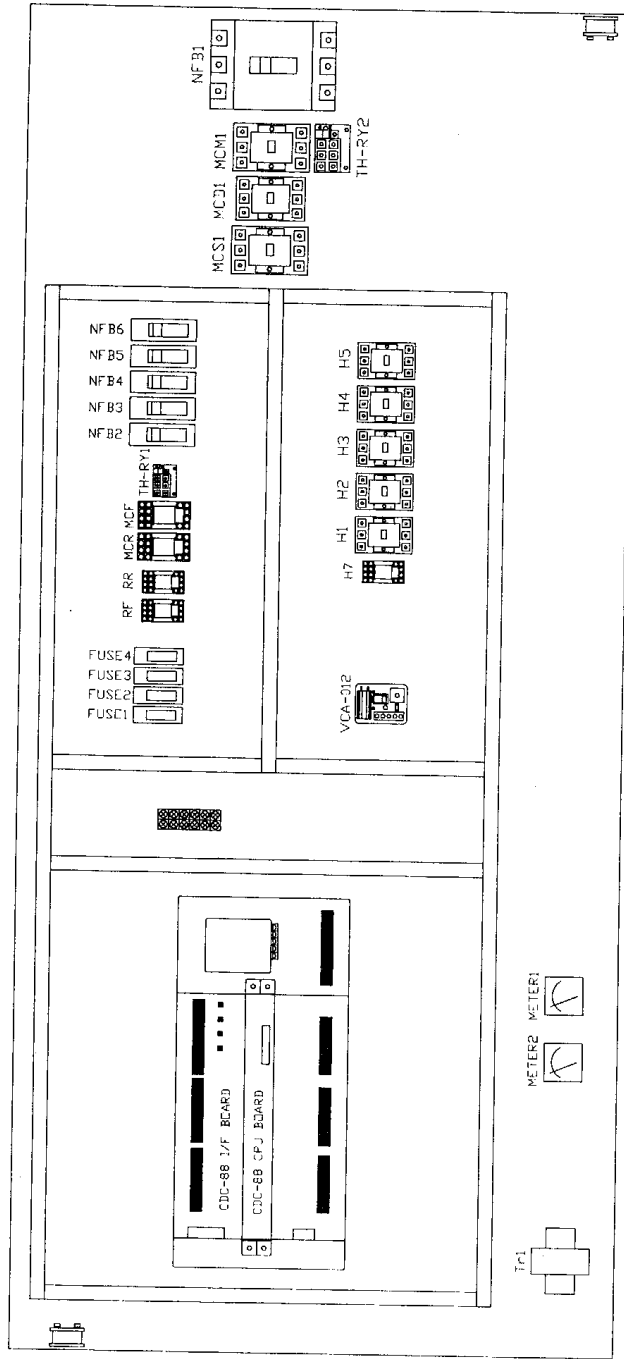 NFB1
MCM1
TH-RY2
MCD1
MCS1
NFB6
NFB5
NFB4
NFB3
NFB2
TH-RY1
MCF
MCR
RR
RF
FUSE4
FUSE3
FUSE2
FUSE1
H5
H4
H3
H2
H1
H7
VCA-012
CDC-88 I/F BOARD
CDC-88 CPU BOARD
METER1
METER2
Tr1